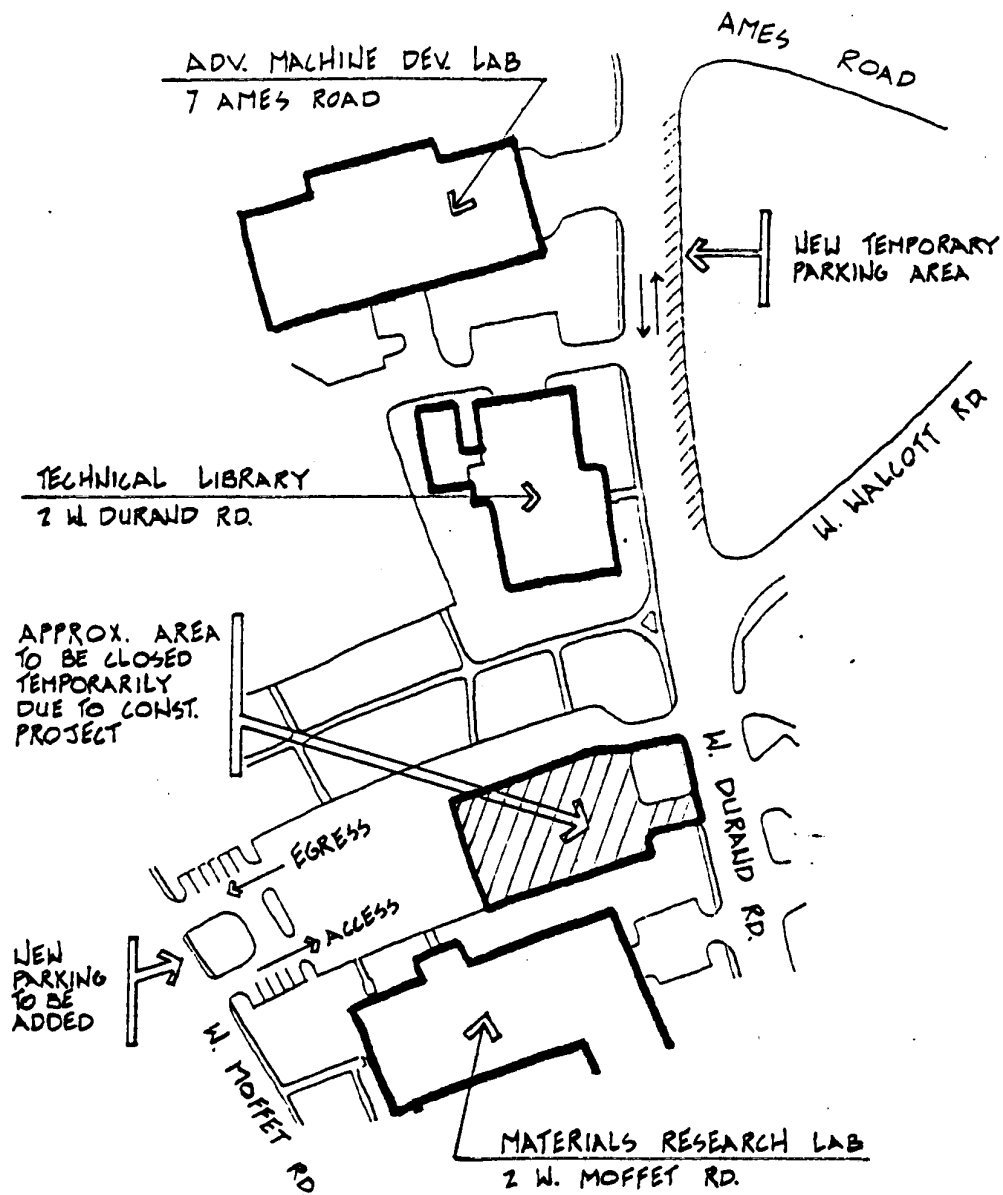 AMES ROAD
ADV. MACHINE DEV. LAB
7 AMES ROAD
NEW TEMPORARY
PARKING AREA
W. WALCOTT RD
TECHNICAL LIBRARY
2 W. DURAND RD.
APPROX. AREA
TO BE CLOSED
TEMPORARILY
DUE TO CONST.
PROJECT
W. DURAND RD.
EGRESS
ACCESS
NEW
PARKING
TO BE
ADDED
W. MOFFET RD
MATERIALS RESEARCH LAB
2 W. MOFFET RD.